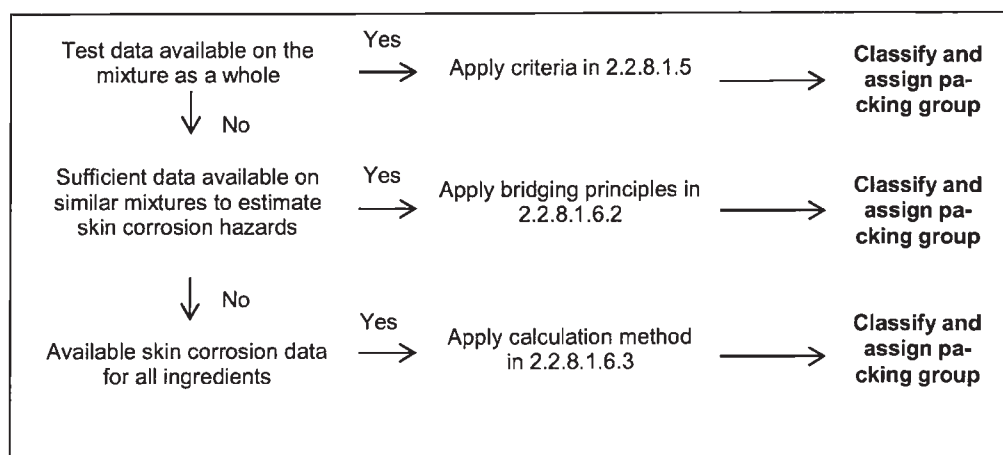 Test data available on the
mixture as a whole
Yes
Apply criteria in 2.2.8.1.5
Classify and
assign pa-
cking group
No
Sufficient data available on
similar mixtures to estimate
skin corrosion hazards
Yes
Apply bridging principles in
2.2.8.1.6.2
Classify and
assign pa-
cking group
No
Available skin corrosion data
for all ingredients
Yes
Apply calculation method
in 2.2.8.1.6.3
Classify and
assign pa-
cking group